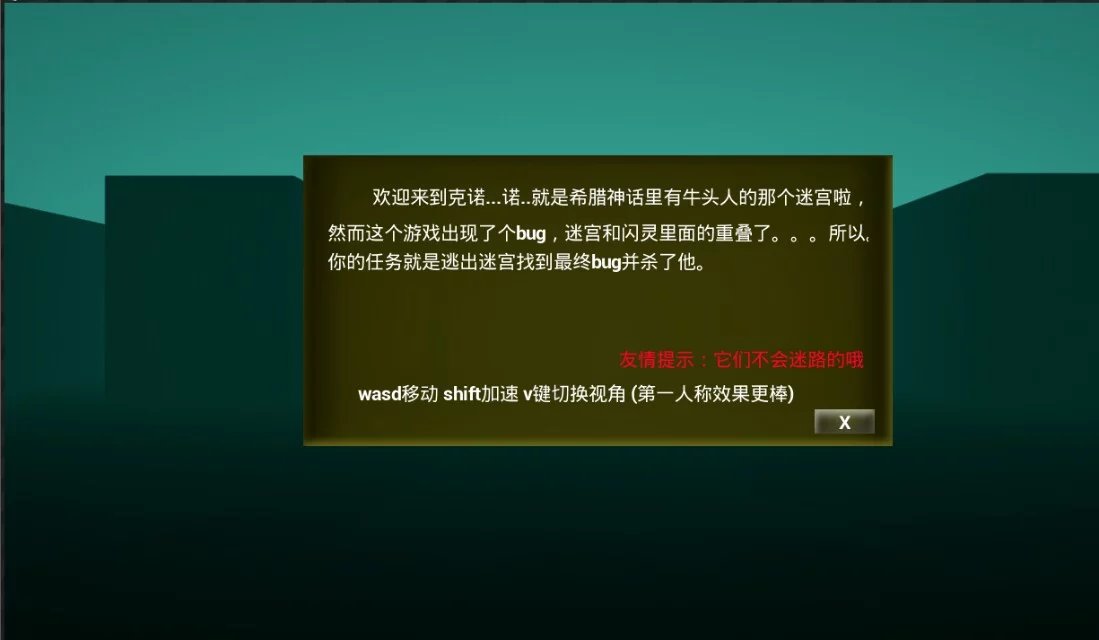 欢迎来到克诺...诺..就是希腊神话里有牛头人的那个迷宫啦，
然而这个游戏出现了个bug，迷宫和闪灵里面的重叠了。。。所以。
你的任务就是逃出迷宫找到最终bug并杀了他。
友情提示：它们不会迷路的哦
wasd移动 shift加速 v键切换视角 (第一人称效果更棒)
X